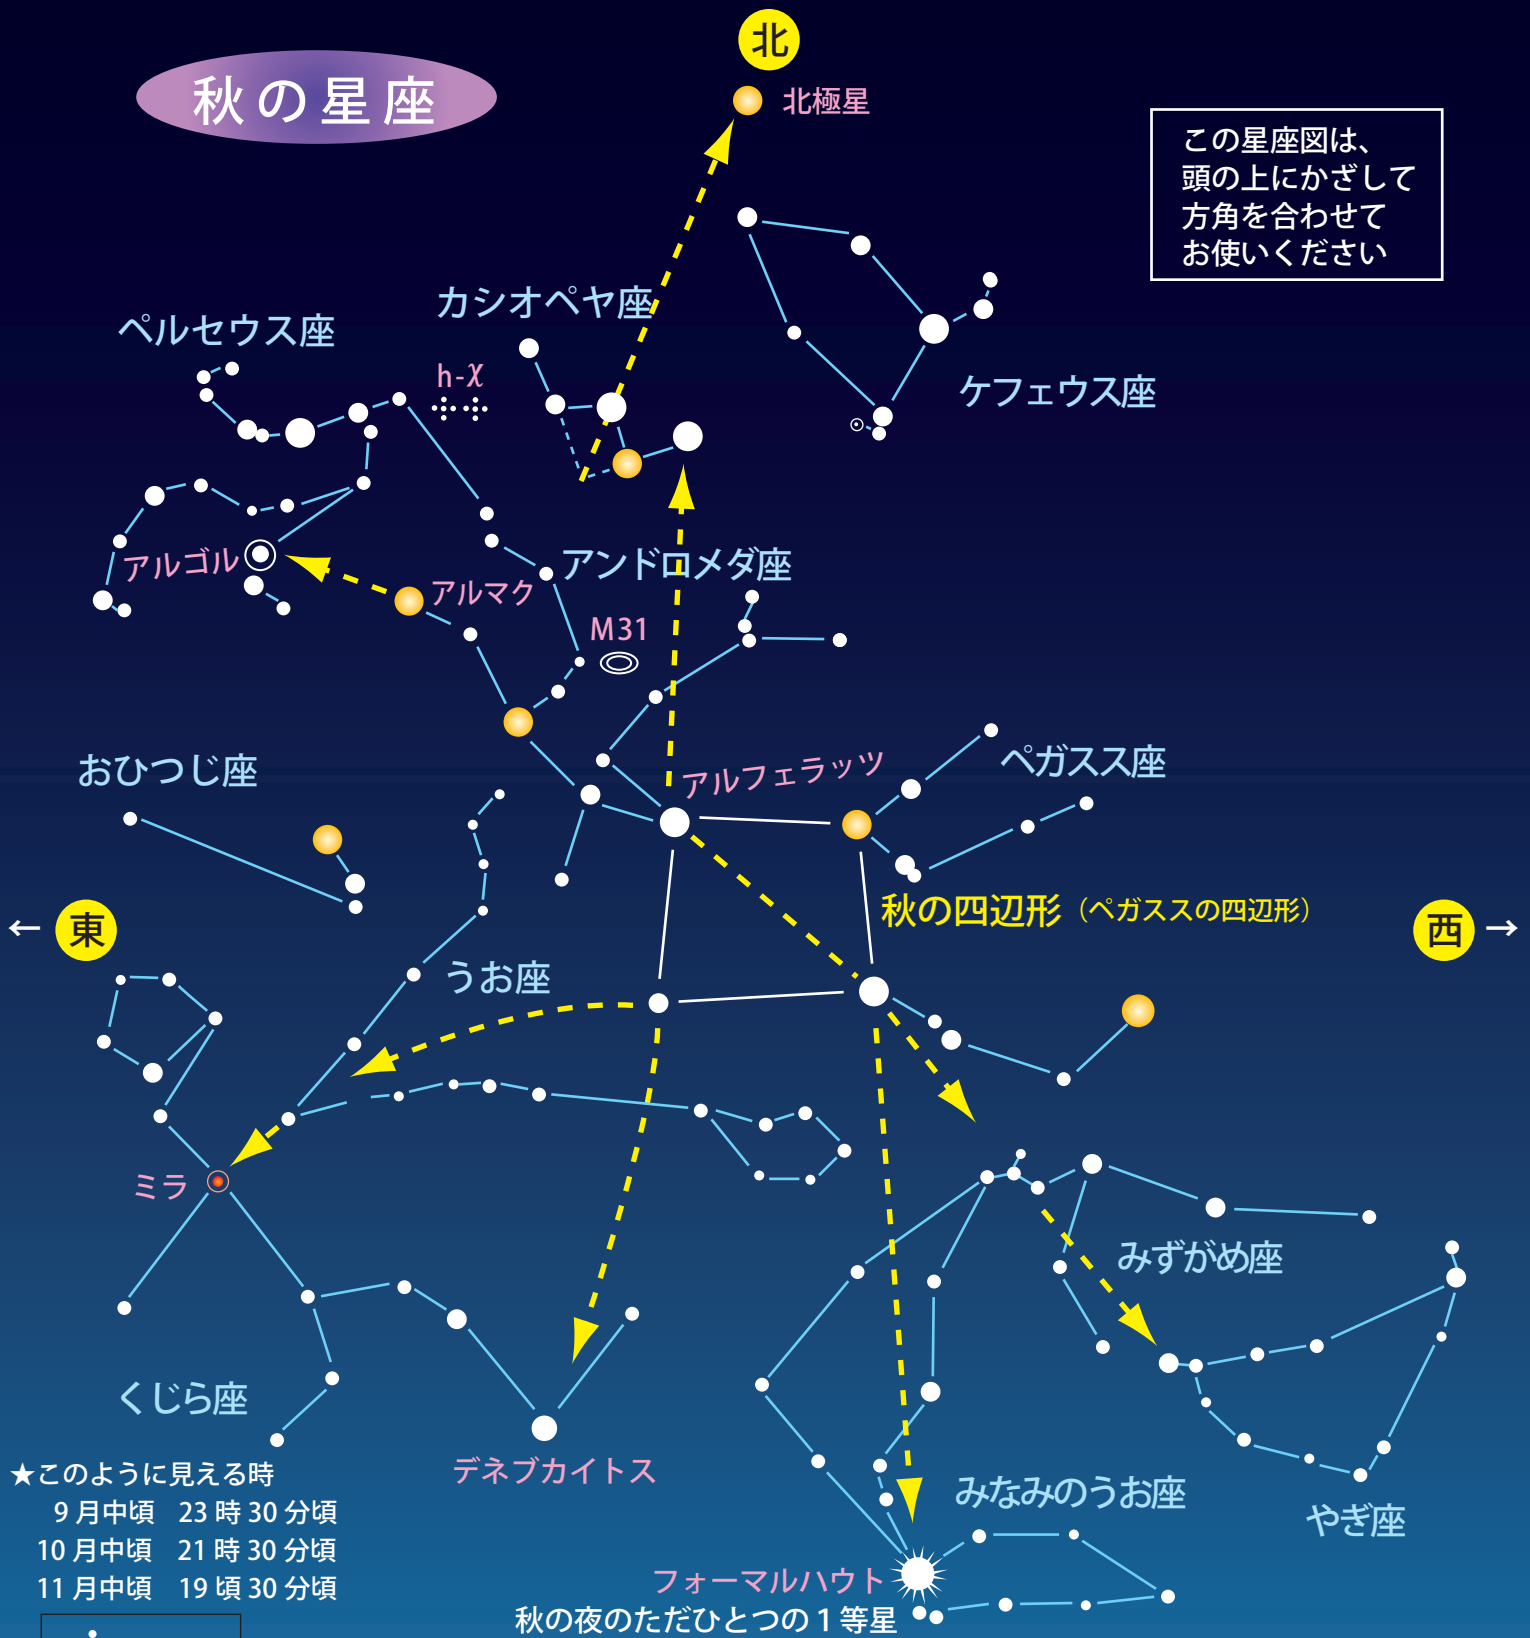 北
秋の星座
北極星
この星座図は、
頭の上にかざして
方角を合わせて
お使いください
カシオペヤ座
ペルセウス座
h-χ
ケフェウス座
アルゴル
アンドロメダ座
アルマク
M31
おひつじ座
アルフェラッツ
ペガスス座
秋の四辺形（ペガススの四辺形）
← 東
西 →
うお座
ミラ
みずがめ座
くじら座
デネブカイトス
みなみのうお座
やぎ座
★このように見える時
9月中頃 23時30分頃
10月中頃 21時30分頃
11月中頃 19頃30分頃
フォーマルハウト
秋の夜のただひとつの1等星